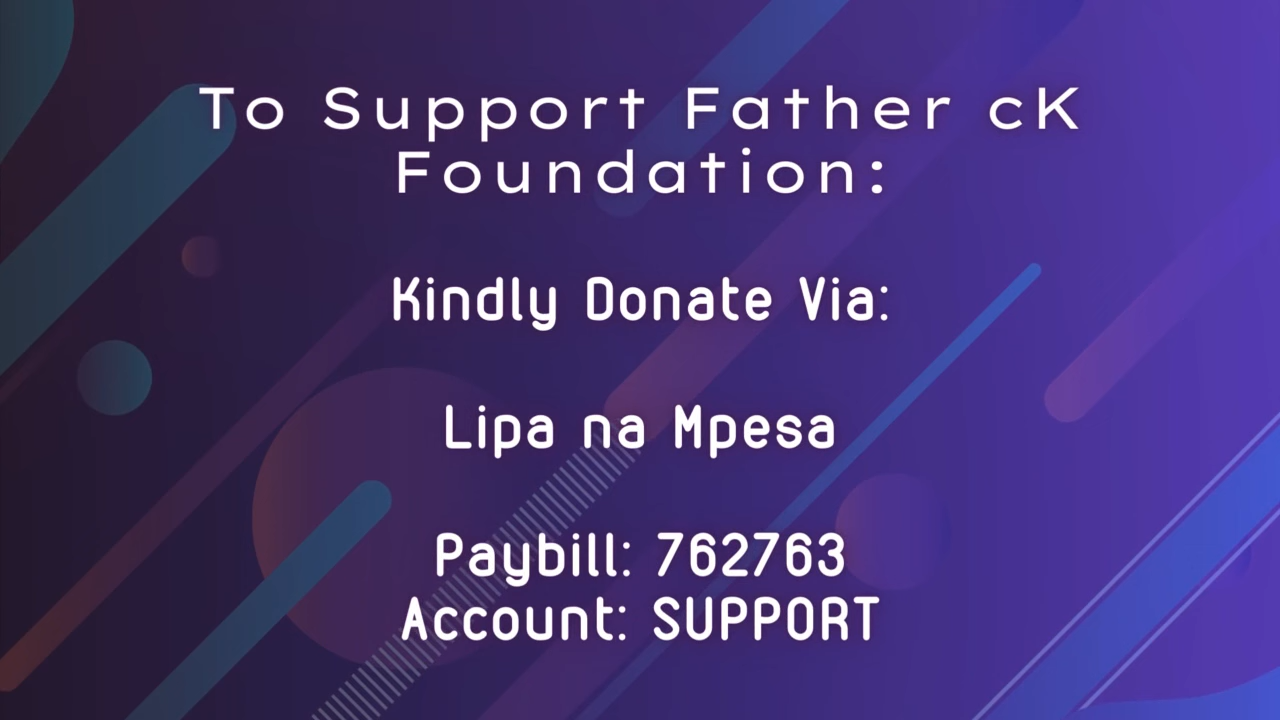 To Support Father cK
Foundation:
Kindly Donate Via:
Lipa na Mpesa
Paybill: 762763
Account: SUPPORT